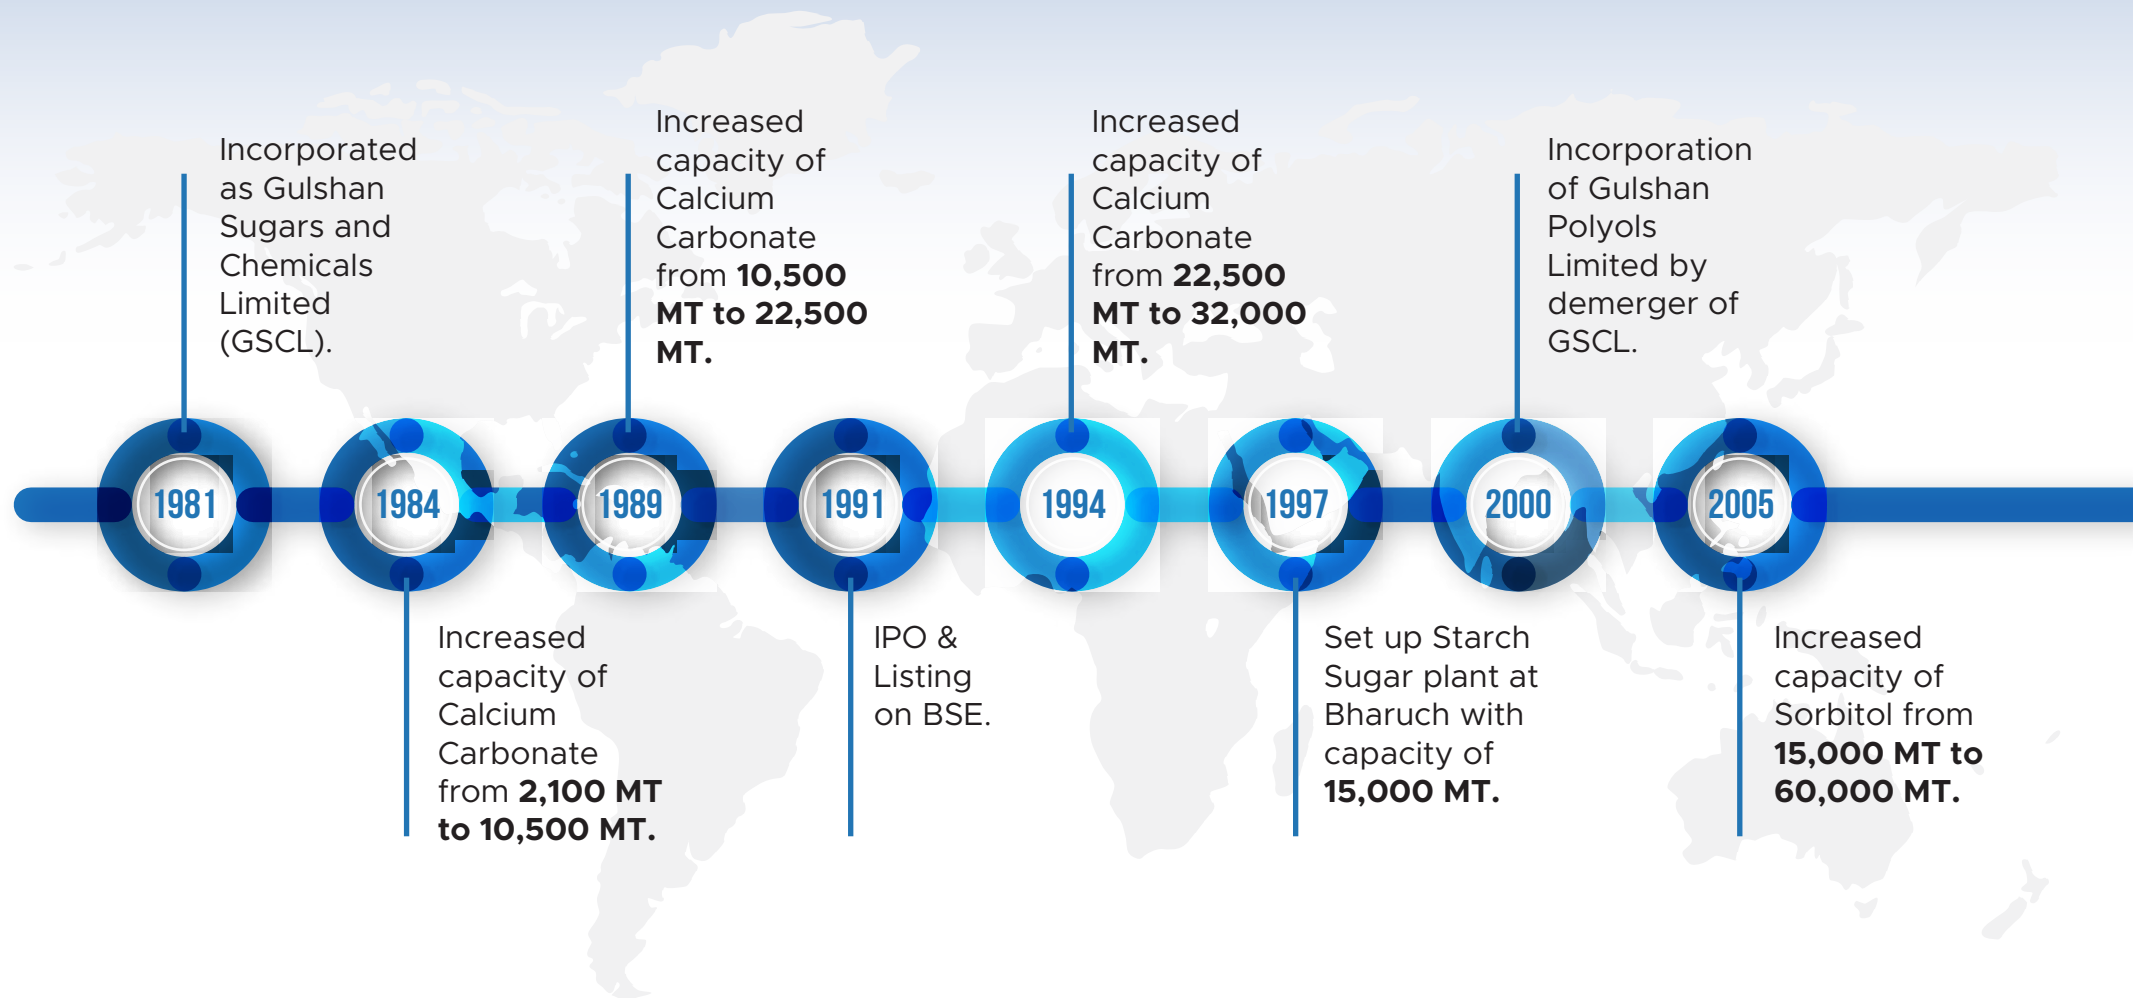 Incorporated
as Gulshan
Sugars and
Chemicals
Limited
(GSCL).
Increased
capacity of
Calcium
Carbonate
from 10,500
MT to 22,500
MT.
Increased
capacity of
Calcium
Carbonate
from 22,500
MT to 32,000
MT.
Incorporation
of Gulshan
Polyols
Limited by
demerger of
GSCL.
1981
1984
1989
1991
1994
1997
2000
2005
Increased
capacity of
Calcium
Carbonate
from 2,100 MT
to 10,500 MT.
IPO &
Listing
on BSE.
Set up Starch
Sugar plant at
Bharuch with
capacity of
15,000 MT.
Increased
capacity of
Sorbitol from
15,000 MT to
60,000 MT.